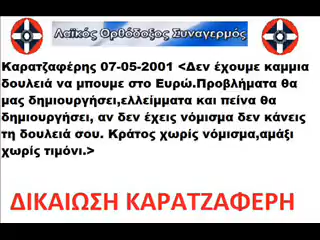 Λαϊκός Ορθόδοξος Συναγερμός
Καρατζαφέρης 07-05-2001 <Δεν έχουμε καμμια
δουλειά να μπουμε στο Ευρώ.Προβλήματα θα
μας δημιουργήσει,ελλείμματα και πείνα θα
δημιουργήσει, αν δεν έχεις νόμισμα δεν κάνεις
τη δουλειά σου. Κράτος χωρίς νόμισμα,αμάξι
χωρίς τιμόνι.>
ΔΙΚΑΙΩΣΗ ΚΑΡΑΤΖΑΦΕΡΗ